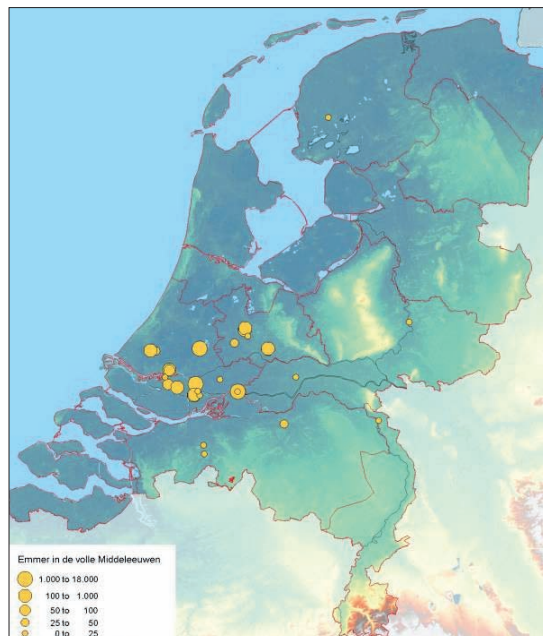 Emmer in de volle Middeleeuwen
1.000 to 18.000
100 to 1.000
50 to 100
25 to 50
0 to 25